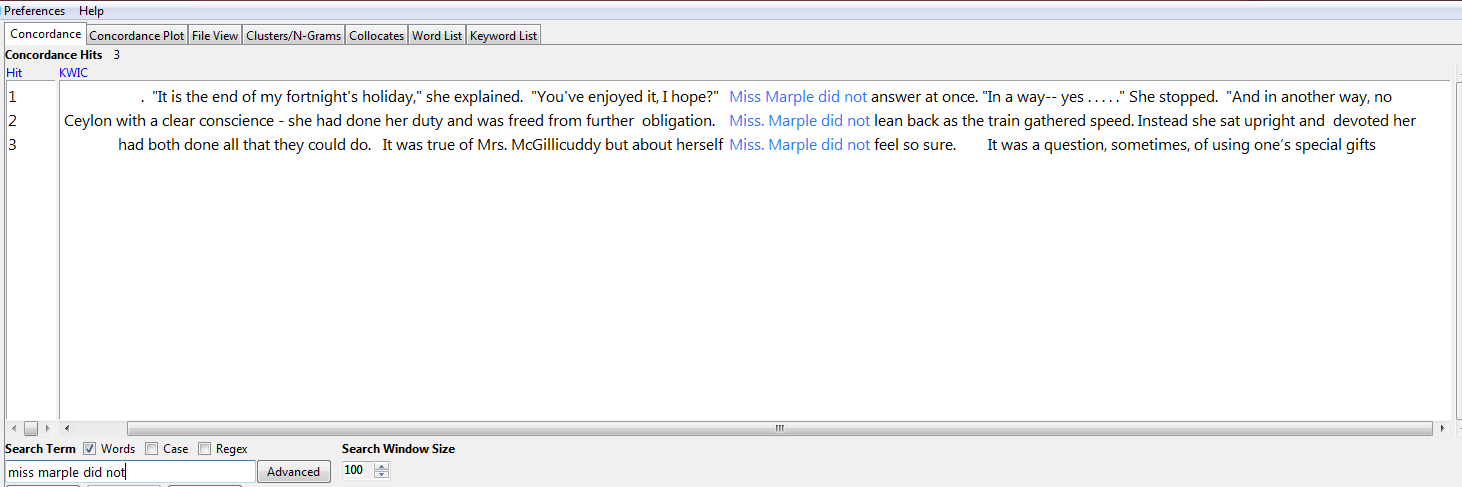 Preferences Help
Concordance Concordance Plot File View Clusters/N-Grams Collocates Word List Keyword List
Concordance Hits 3
Hit KWIC
1 . "It is the end of my fortnight's holiday," she explained. "You've enjoyed it, I hope?" Miss Marple did not answer at once. "In a way-- yes . . . . ." She stopped. "And in another way, no
2 Ceylon with a clear conscience - she had done her duty and was freed from further obligation. Miss. Marple did not lean back as the train gathered speed. Instead she sat upright and devoted her
3 had both done all that they could do. It was true of Mrs. McGillicuddy but about herself Miss. Marple did not feel so sure. It was a question, sometimes, of using one's special gifts
Search Term Words Case Regex Search Window Size
miss marple did not Advanced 100